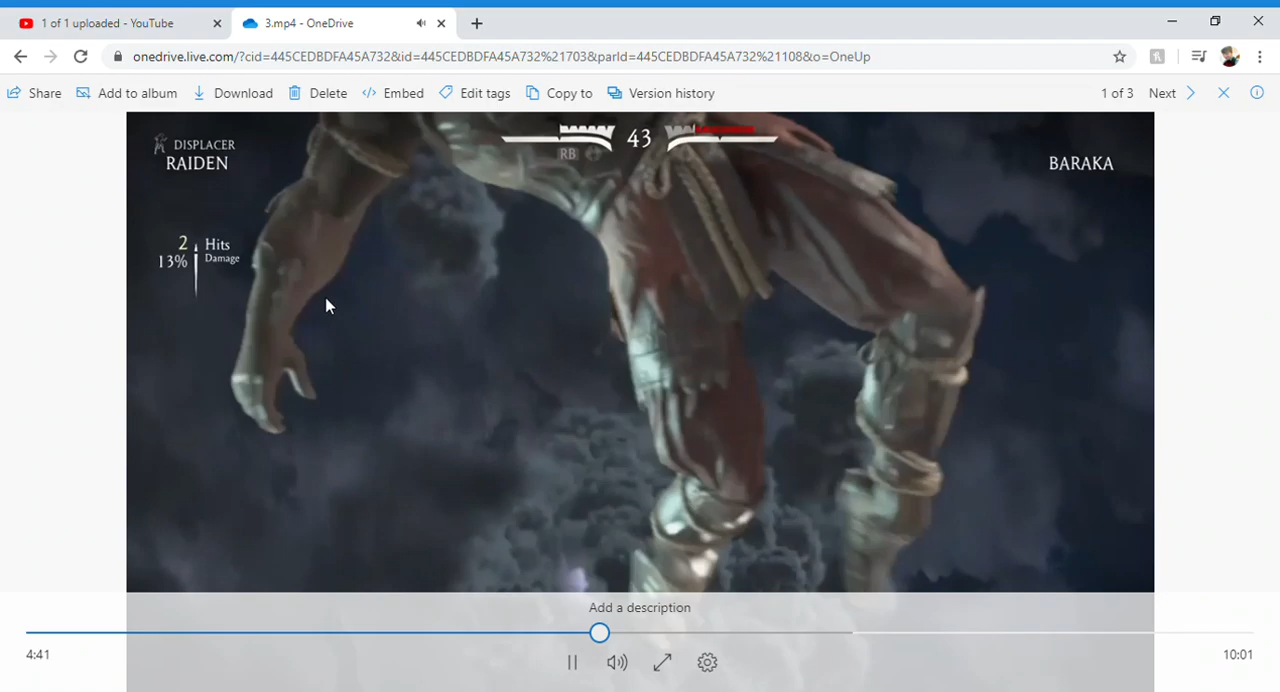 1 of 1 uploaded - YouTube
3.mp4 - OneDrive
onedrive.live.com/?cid=445CEDBDFA45A732&id=445CEDBDFA45A732%21703&parId=445CEDBDFA45A732%21108&o=OneUp
Share Add to album Download Delete Embed Edit tags Copy to Version history 1 of 3 Next
DISPLACER
RAIDEN
43
RB
BARAKA
2 Hits
13% Damage
Add a description
4:41
10:01